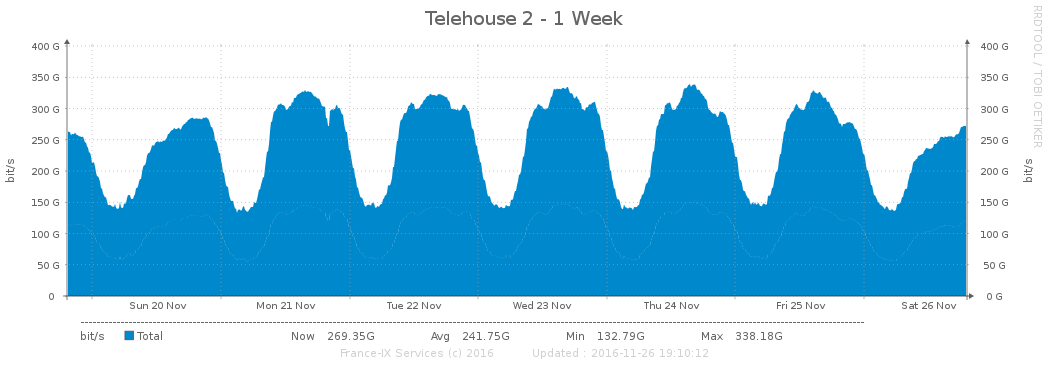 Telehouse 2 - 1 Week
RRDTOOL / TOBI OETIKER
400 G 400 G
350 G 350 G
300 G 300 G
250 G 250 G
200 G 200 G
150 G 150 G
100 G 100 G
50 G 50 G
0 0 G
bit/s bit/s
Sun 20 Nov Mon 21 Nov Tue 22 Nov Wed 23 Nov Thu 24 Nov Fri 25 Nov Sat 26 Nov
bit/s Total Now 269.35G Avg 241.75G Min 132.79G Max 338.18G
France-IX Services (c) 2016 Updated : 2016-11-26 19:10:12